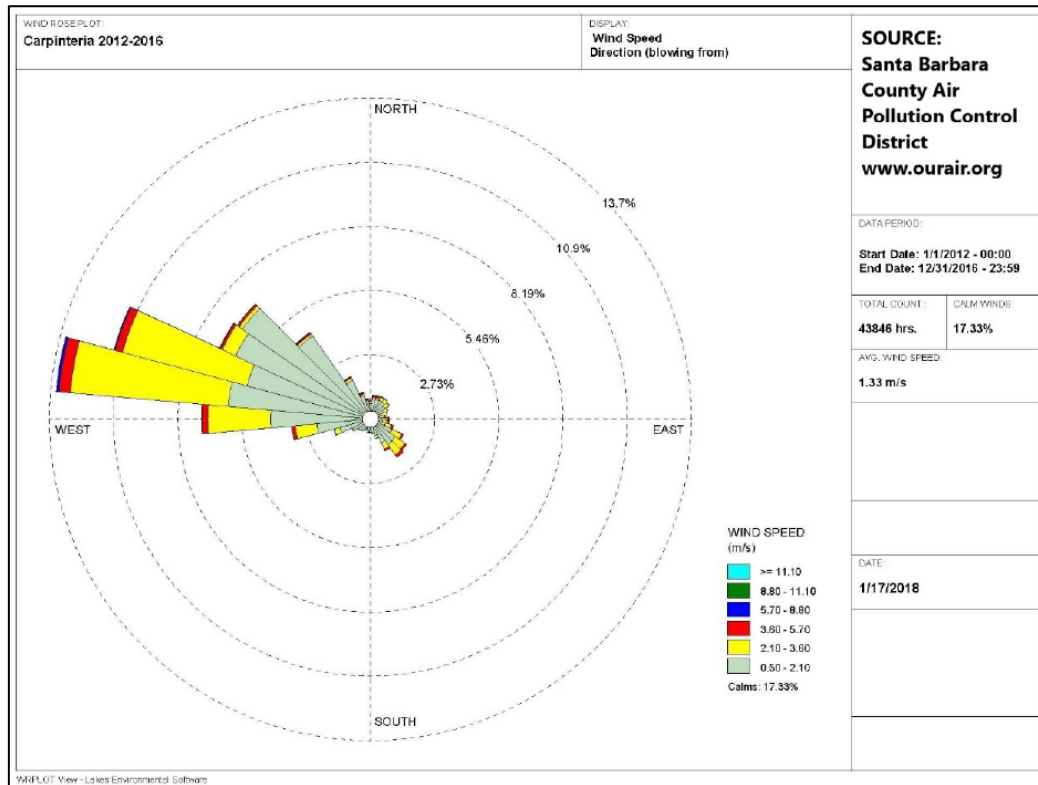 WIND ROSE PLOT:
Carpinteria 2012-2016
DISPLAY:
Wind Speed
Direction (blowing from)
SOURCE:
Santa Barbara
County Air
Pollution Control
District
www.ourair.org
NORTH
13.7%
10.9%
8.19%
5.46%
2.73%
WEST
EAST
SOUTH
WIND SPEED
(m/s)
>= 11.10
8.80 - 11.10
5.70 - 8.80
3.60 - 5.70
2.10 - 3.60
0.50 - 2.10
Calms: 17.33%
DATA PERIOD:
Start Date: 1/1/2012 - 00:00
End Date: 12/31/2016 - 23:59
TOTAL COUNT:
43846 hrs.
CALM WINDS:
17.33%
AVG. WIND SPEED:
1.33 m/s
DATE:
1/17/2018
WRPLOT View - Lakes Environmental Software